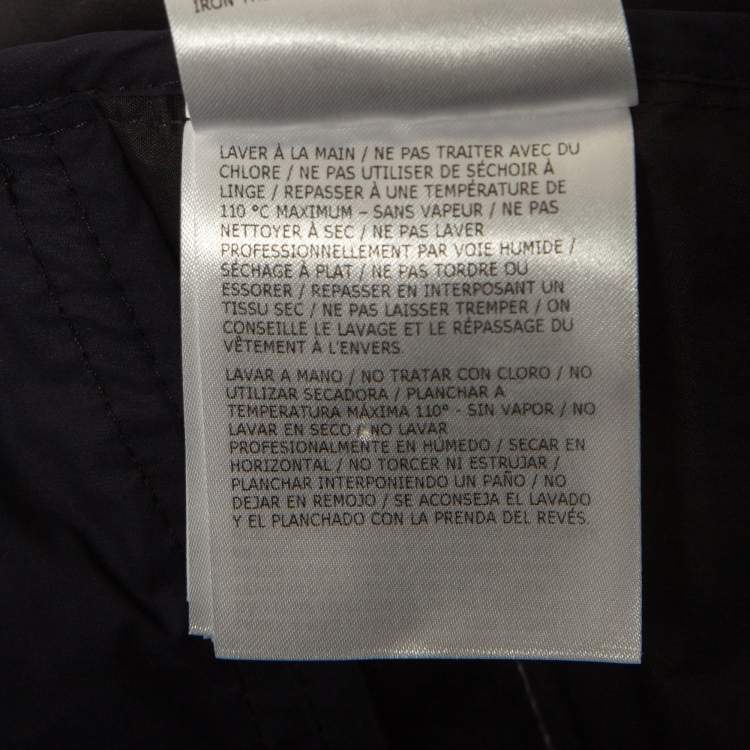 IRON
LAVER À LA MAIN / NE PAS TRAITER AVEC DU
CHLORE / NE PAS UTILISER DE SÉCHOIR À
LINGE / REPASSER À UNE TEMPÉRATURE DE
110 °C MAXIMUM – SANS VAPEUR / NE PAS
NETTOYER À SEC / NE PAS LAVER
PROFESSIONNELLEMENT PAR VOIE HUMIDE /
SÉCHAGE À PLAT / NE PAS TORDRE OU
ESSORER / REPASSER EN INTERPOSANT UN
TISSU SEC / NE PAS LAISSER TREMPER / ON
CONSEILLE LE LAVAGE ET LE RÉPASSAGE DU
VÊTEMENT À L'ENVERS.
LAVAR A MANO / NO TRATAR CON CLORO / NO
UTILIZAR SECADORA / PLANCHAR A
TEMPERATURA MÁXIMA 110° - SIN VAPOR / NO
LAVAR EN SECO / NO LAVAR
PROFESIONALMENTE EN HÚMEDO / SECAR EN
HORIZONTAL / NO TORCER NI ESTRUJAR /
PLANCHAR INTERPONIENDO UN PAÑO / NO
DEJAR EN REMOJO / SE ACONSEJA EL LAVADO
Y EL PLANCHADO CON LA PRENDA DEL REVÉS.